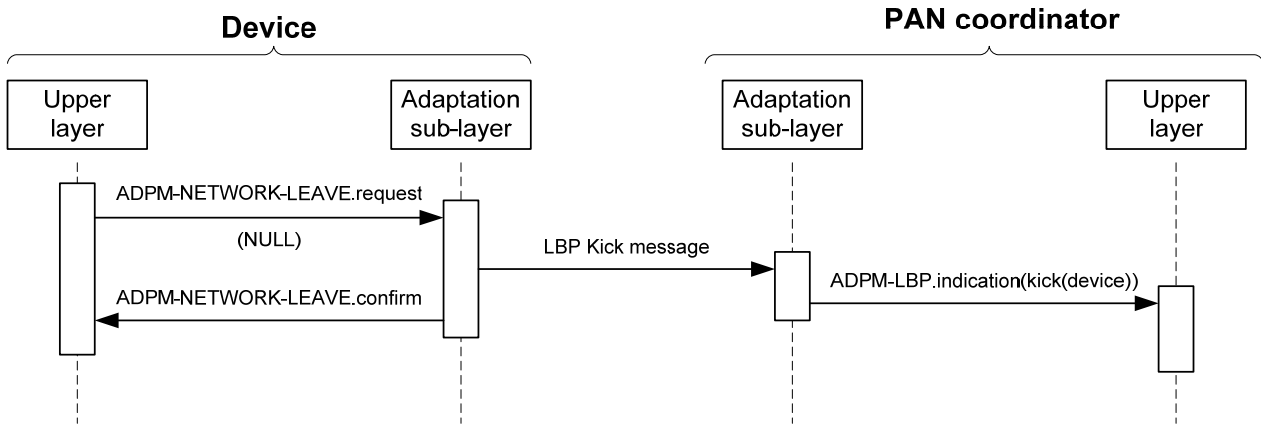 Device
PAN coordinator
Upper
layer
Adaptation
sub-layer
Adaptation
sub-layer
Upper
layer
ADPM-NETWORK-LEAVE.request
(NULL)
LBP Kick message
ADPM-LBP.indication(kick(device))
ADPM-NETWORK-LEAVE.confirm